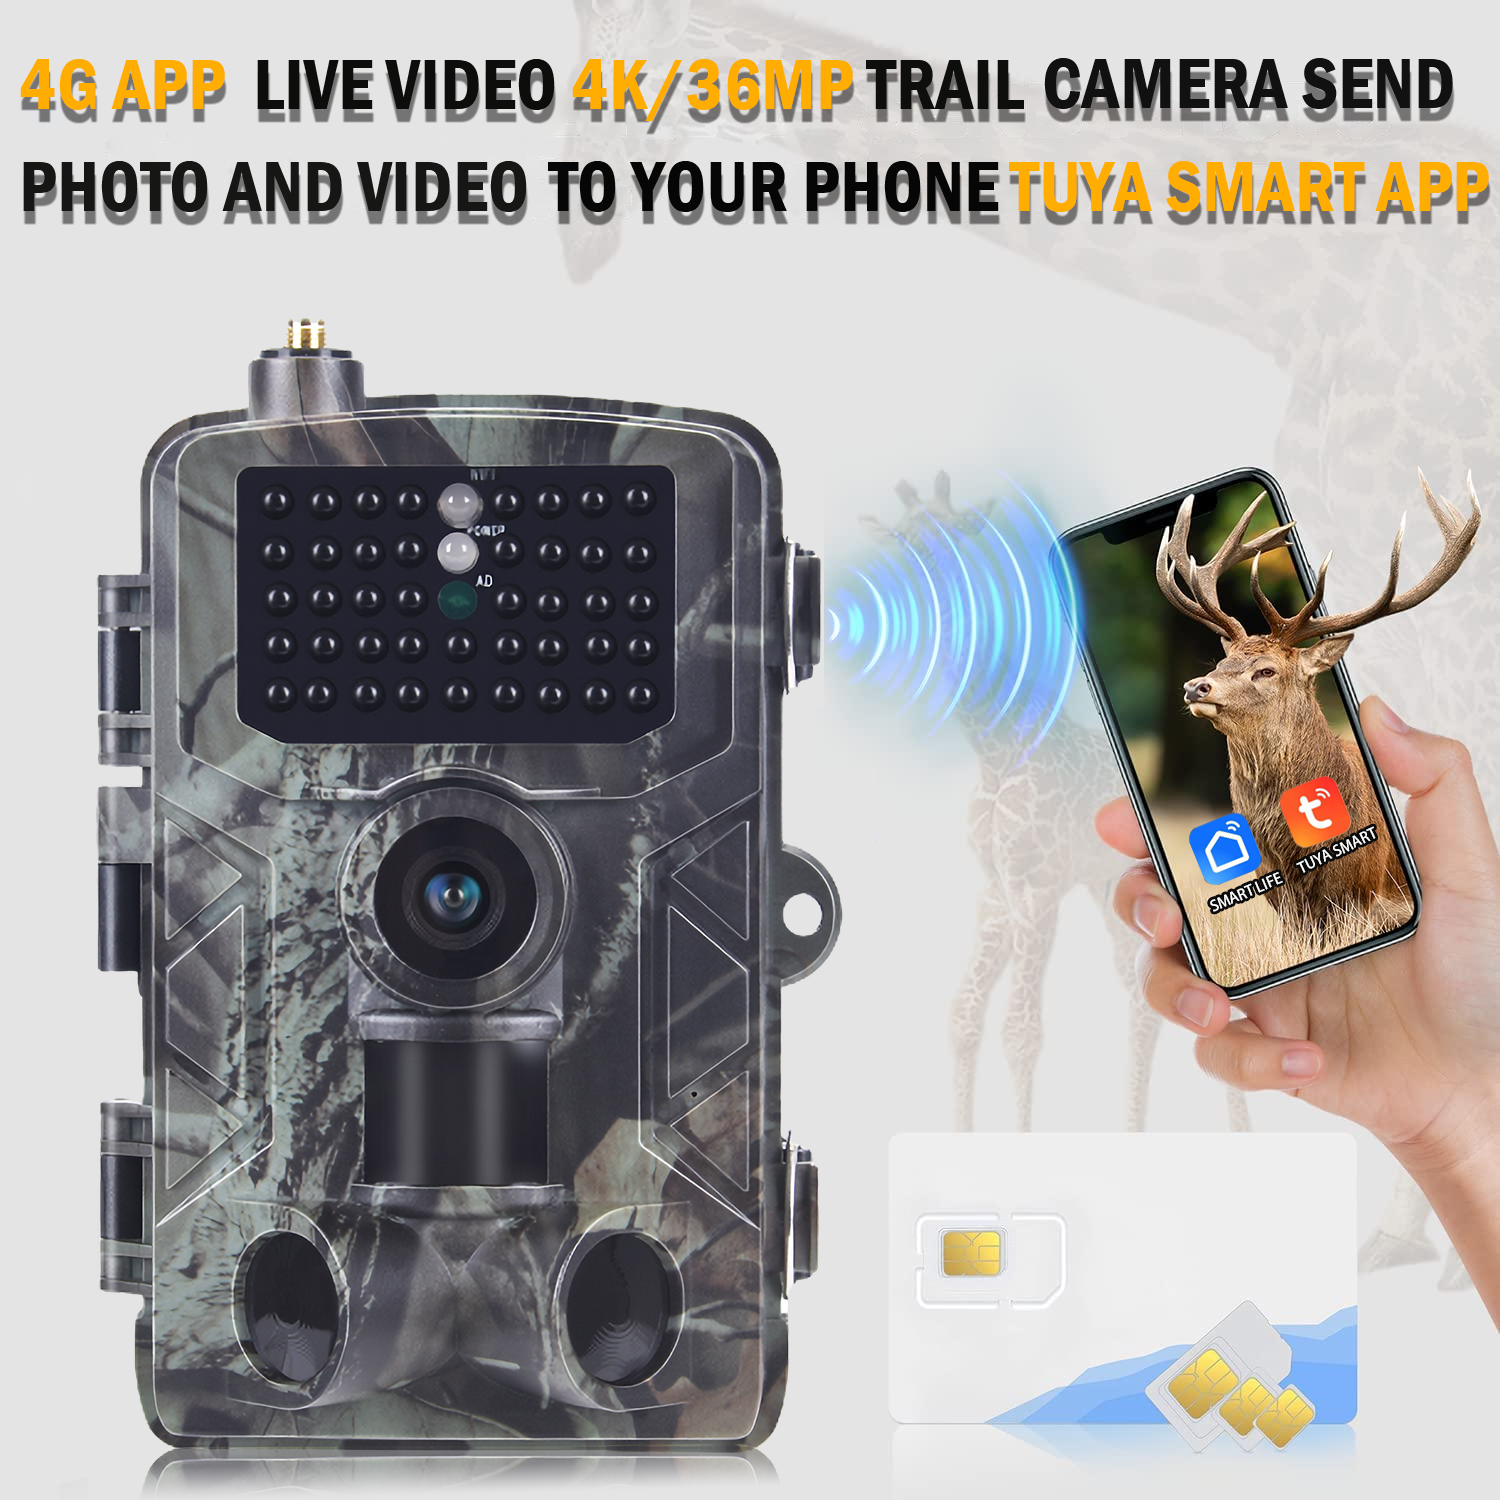 4G APP LIVE VIDEO 4K/36MP TRAIL CAMERA SEND
PHOTO AND VIDEO TO YOUR PHONE TUYA SMART APP
AD
SMART LIFE
TUYA SMART